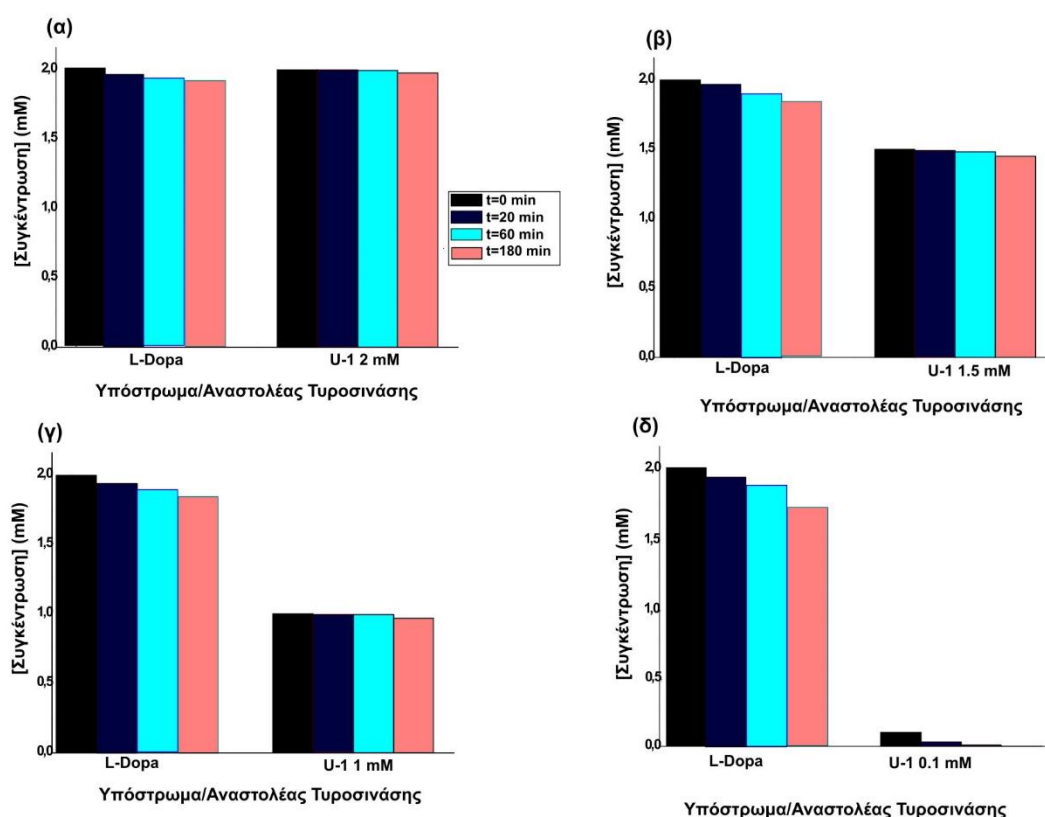 (α)
[Συγκέντρωση] (mM)
2,0
1,5
1,0
0,5
0,0
L-Dopa
U-1 2 mM
Υπόστρωμα/Αναστολέας Τυροσινάσης
t=0 min
t=20 min
t=60 min
t=180 min
(β)
[Συγκέντρωση] (mM)
2,0
1,5
1,0
0,5
0,0
L-Dopa
U-1 1.5 mM
Υπόστρωμα/Αναστολέας Τυροσινάσης
(γ)
[Συγκέντρωση] (mM)
2,0
1,5
1,0
0,5
0,0
L-Dopa
U-1 1 mM
Υπόστρωμα/Αναστολέας Τυροσινάσης
(δ)
[Συγκέντρωση] (mM)
2,0
1,5
1,0
0,5
0,0
L-Dopa
U-1 0.1 mM
Υπόστρωμα/Αναστολέας Τυροσινάσης